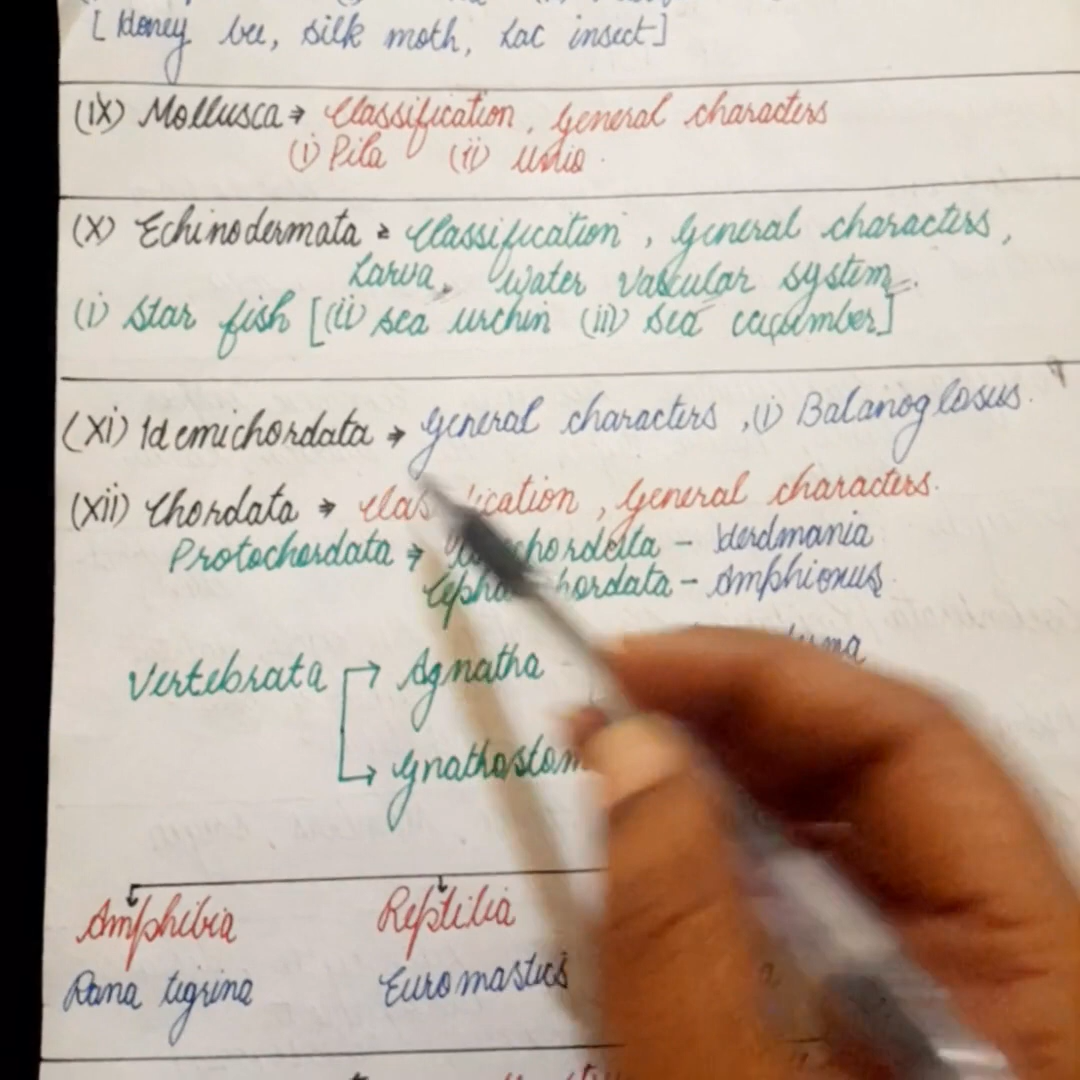 [Honey bee, silk moth, Lac insect]
(ix) Mollusca → Classification, General characters
(i) Pila (ii) Unio.
(x) Echinodermata → Classification, General characters,
Larva, Water vascular system.
(i) Star fish [(ii) sea urchin (iii) sea cucumber]
(xi) Hemichordata → General characters, (i) Balanoglosus.
(xii) Chordata → General characters.
Protochordata → - Herdmania
- Amphioxus
Vertebrata → Agnatha
→
Amphibia Reptilia
Rana tigrina Euromastics